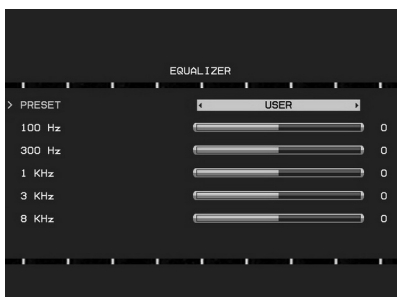 EQUALIZER
> PRESET USER
100 Hz 0
300 Hz 0
1 KHz 0
3 KHz 0
8 KHz 0